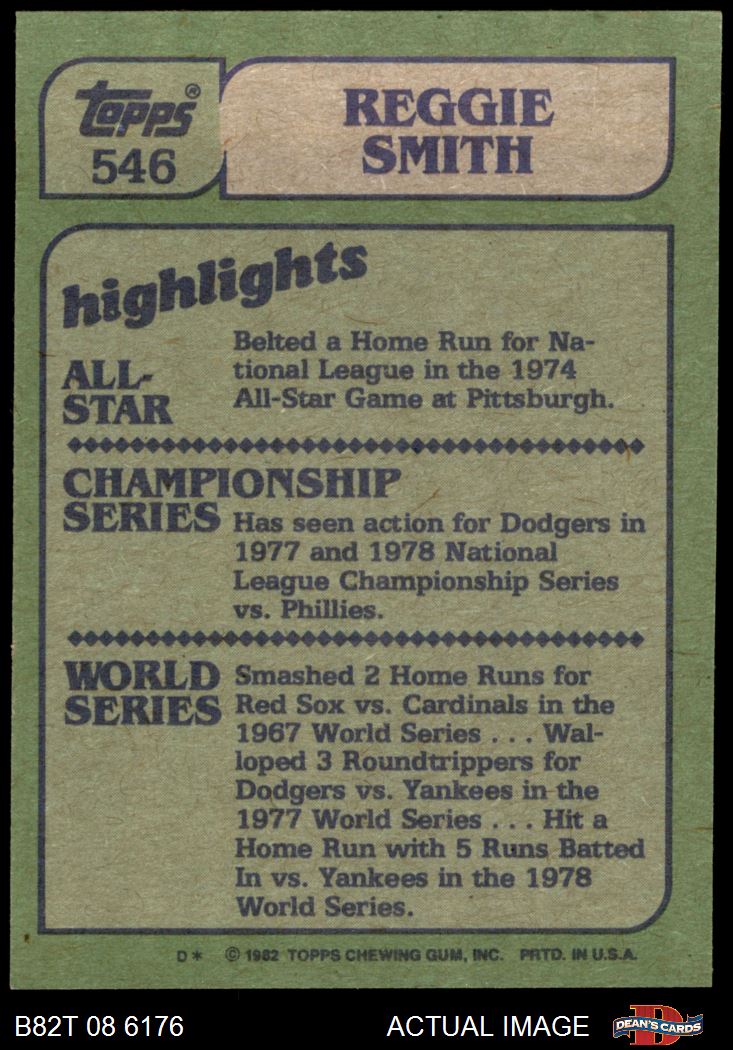 topps®
546
REGGIE
SMITH
highlights
ALL-
STAR
Belted a Home Run for Na-
tional League in the 1974
All-Star Game at Pittsburgh.
CHAMPIONSHIP
SERIES
Has seen action for Dodgers in
1977 and 1978 National
League Championship Series
vs. Phillies.
WORLD
SERIES
Smashed 2 Home Runs for
Red Sox vs. Cardinals in the
1967 World Series . . . Wal-
loped 3 Roundtrippers for
Dodgers vs. Yankees in the
1977 World Series . . . Hit a
Home Run with 5 Runs Batted
In vs. Yankees in the 1978
World Series.
D* © 1982 TOPPS CHEWING GUM, INC. PRTD. IN U.S.A.
B82T 08 6176
ACTUAL IMAGE
D
DEAN'S CARDS